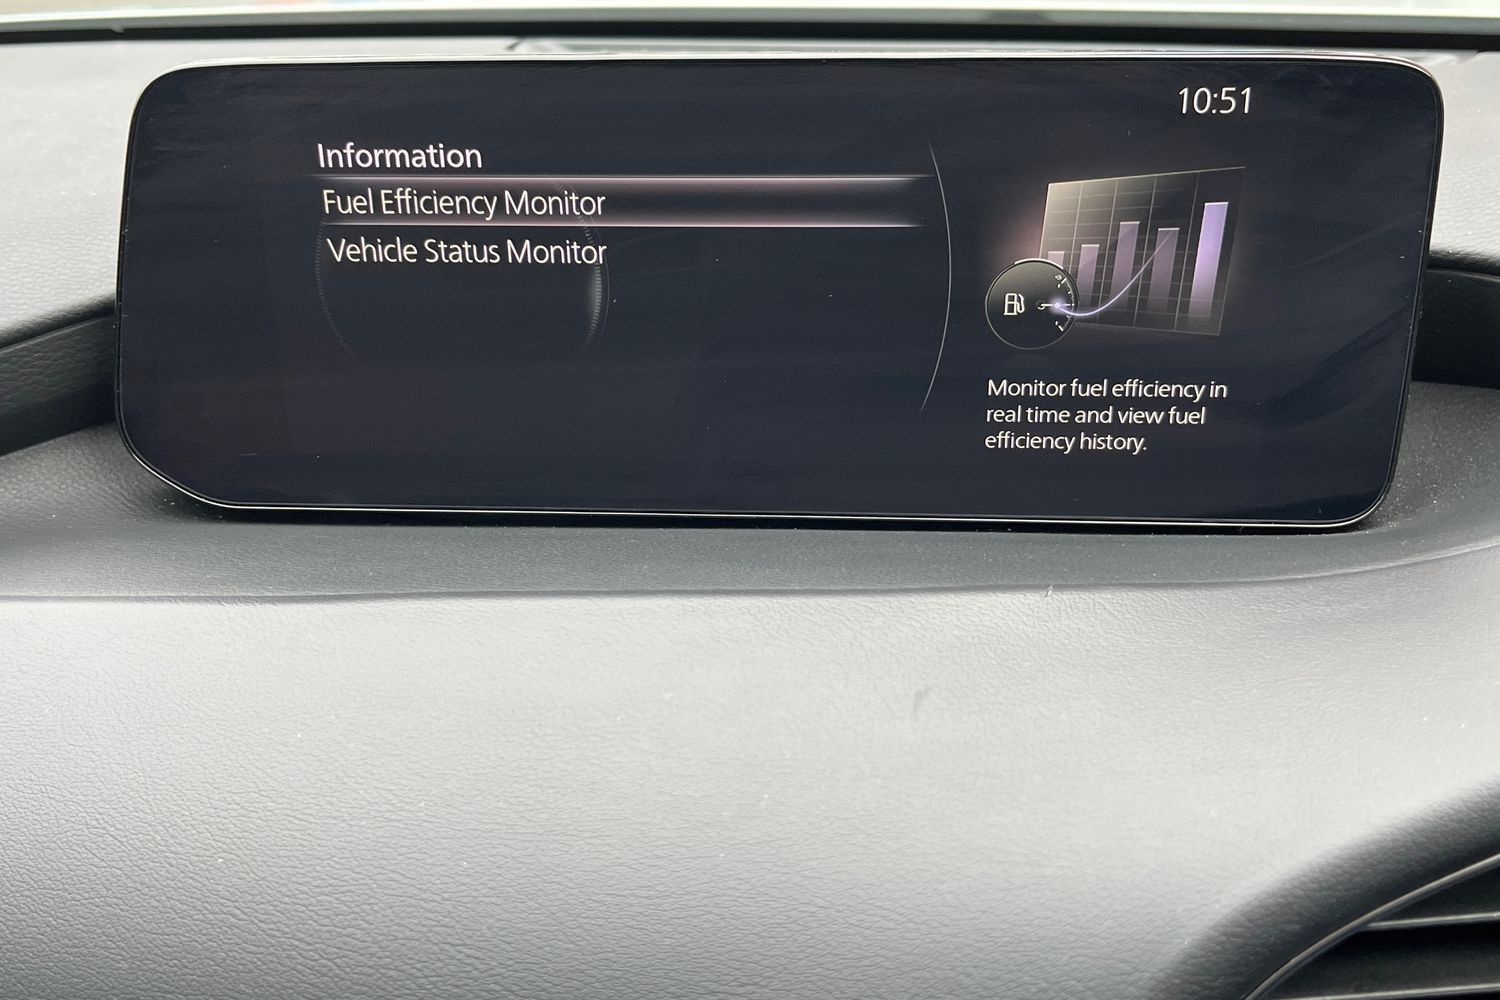 10:51
Information
Fuel Efficiency Monitor
Vehicle Status Monitor
Monitor fuel efficiency in
real time and view fuel
efficiency history.